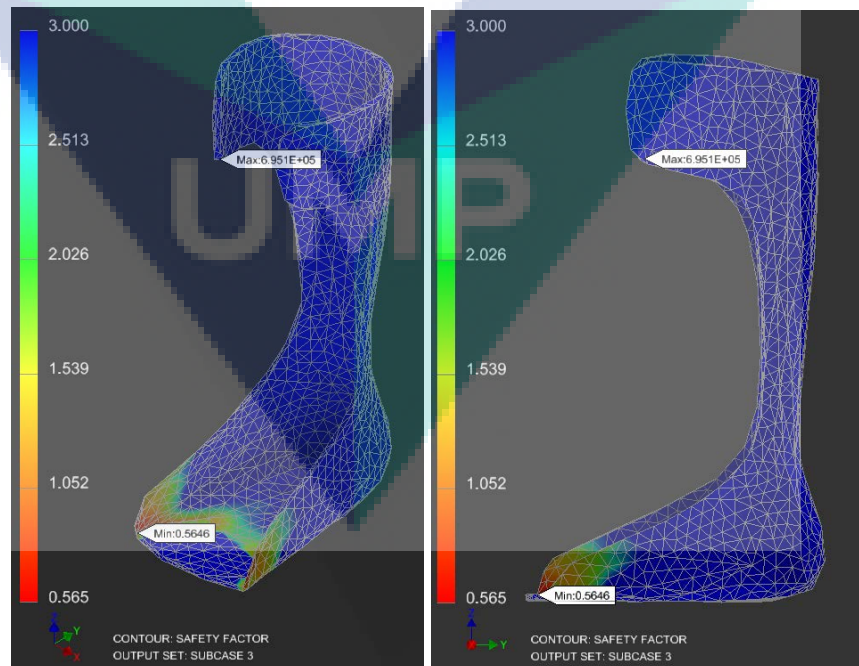 3.000
2.513
2.026
1.539
1.052
0.565
Max:6.951E+05
Min:0.5646
Z
Y
X
CONTOUR: SAFETY FACTOR
OUTPUT SET: SUBCASE 3
3.000
2.513
2.026
1.539
1.052
0.565
Max:6.951E+05
Min:0.5646
Z
Y
CONTOUR: SAFETY FACTOR
OUTPUT SET: SUBCASE 3
UMP